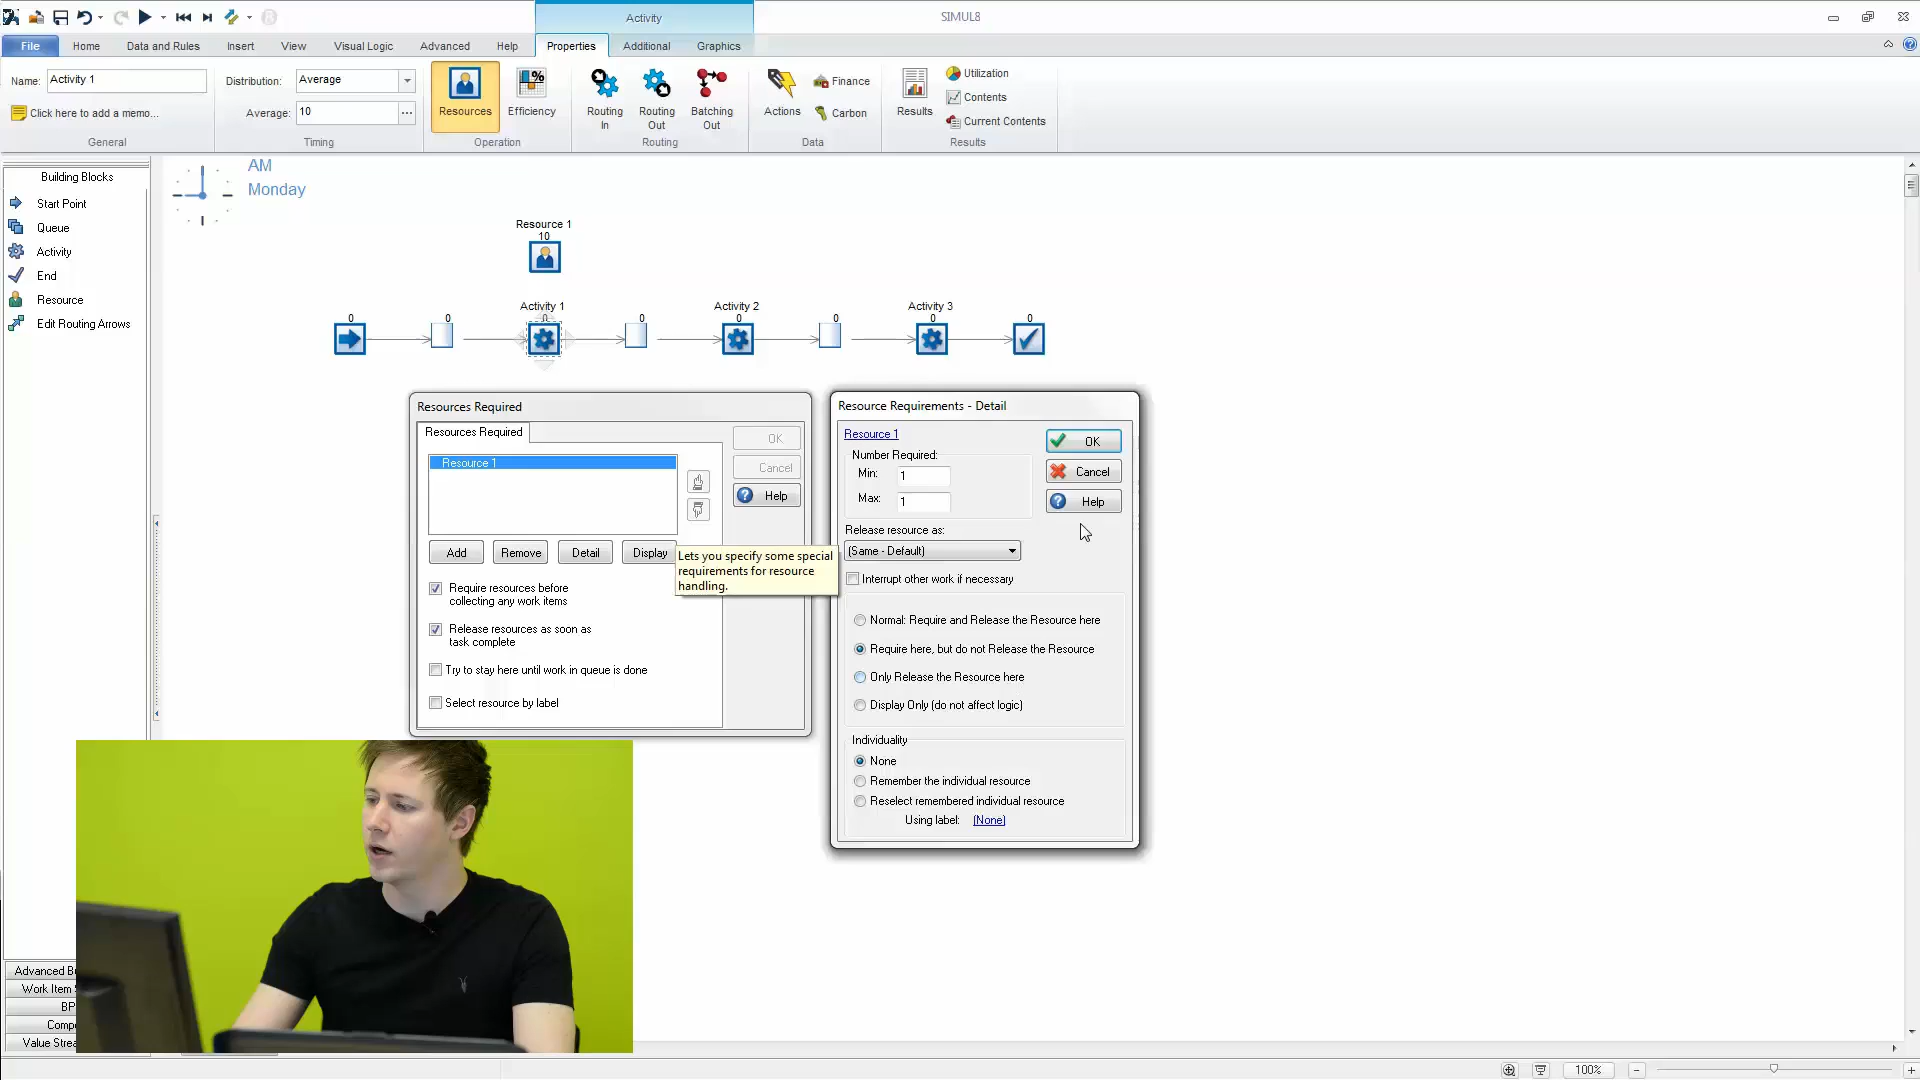 Activity
SIMUL8
File
Home
Data and Rules
Insert
View
Visual Logic
Advanced
Help
Properties
Additional
Graphics
Name:
Activity 1
Click here to add a memo...
General
Distribution:
Average
Average:
10
Timing
Resources
Efficiency
Operation
Routing
In
Routing
Out
Batching
Out
Routing
Actions
Finance
Carbon
Data
Results
Utilization
Contents
Current Contents
Results
Building Blocks
Start Point
Queue
Activity
End
Resource
Edit Routing Arrows
AM
Monday
Resource 1
10
Activity 1
Activity 2
Activity 3
0
0
0
0
0
0
0
0
Resources Required
Resources Required
Resource 1
OK
Cancel
Help
Add
Remove
Detail
Display
Lets you specify some special
requirements for resource
handling.
Require resources before
collecting any work items
Release resources as soon as
task complete
Try to stay here until work in queue is done
Select resource by label
Resource Requirements - Detail
Resource 1
Number Required:
Min:
1
Max:
1
OK
Cancel
Help
Release resource as:
(Same - Default)
Interrupt other work if necessary
Normal: Require and Release the Resource here
Require here, but do not Release the Resource
Only Release the Resource here
Display Only (do not affect logic)
Individuality
None
Remember the individual resource
Reselect remembered individual resource
Using label:
(None)
Advanced B
Work Item
BP
Comp
Value Strea
100%